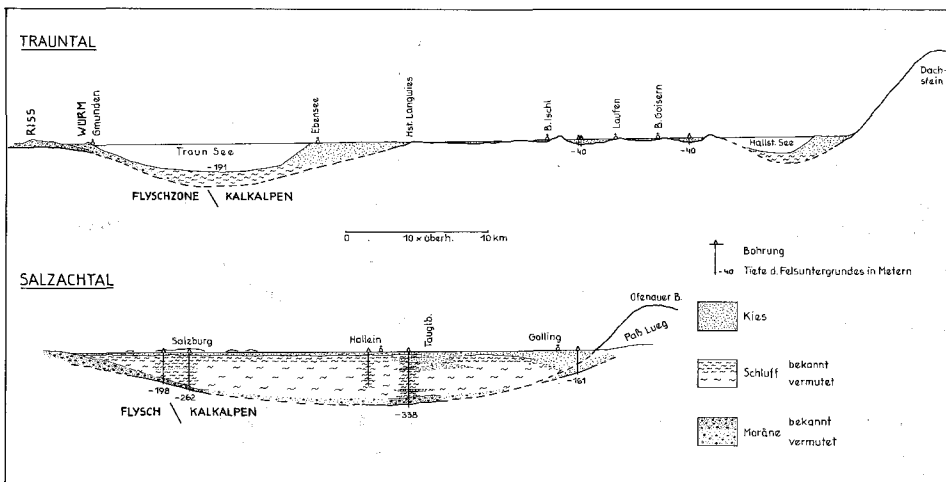 TRAUNTAL
RISS
WÜRM
Gmunden
Ebensee
Hst. Langwies
B. Ischl
Laufen
B. Goisern
Dach-
stein
Traun See
-191
-40
-40
Hallst. See
FLYSCHZONE \ KALKALPEN
0 10 x überh. 10 km
Bohrung
-40 Tiefe d. Felsuntergrundes in Metern
SALZACHTAL
Salzburg
Hallein
Tauglb.
Golling
Ofenauer B.
Paß Lueg
-198
-262
-338
-161
FLYSCH \ KALKALPEN
Kies
Schluff bekannt
vermutet
Moräne bekannt
vermutet